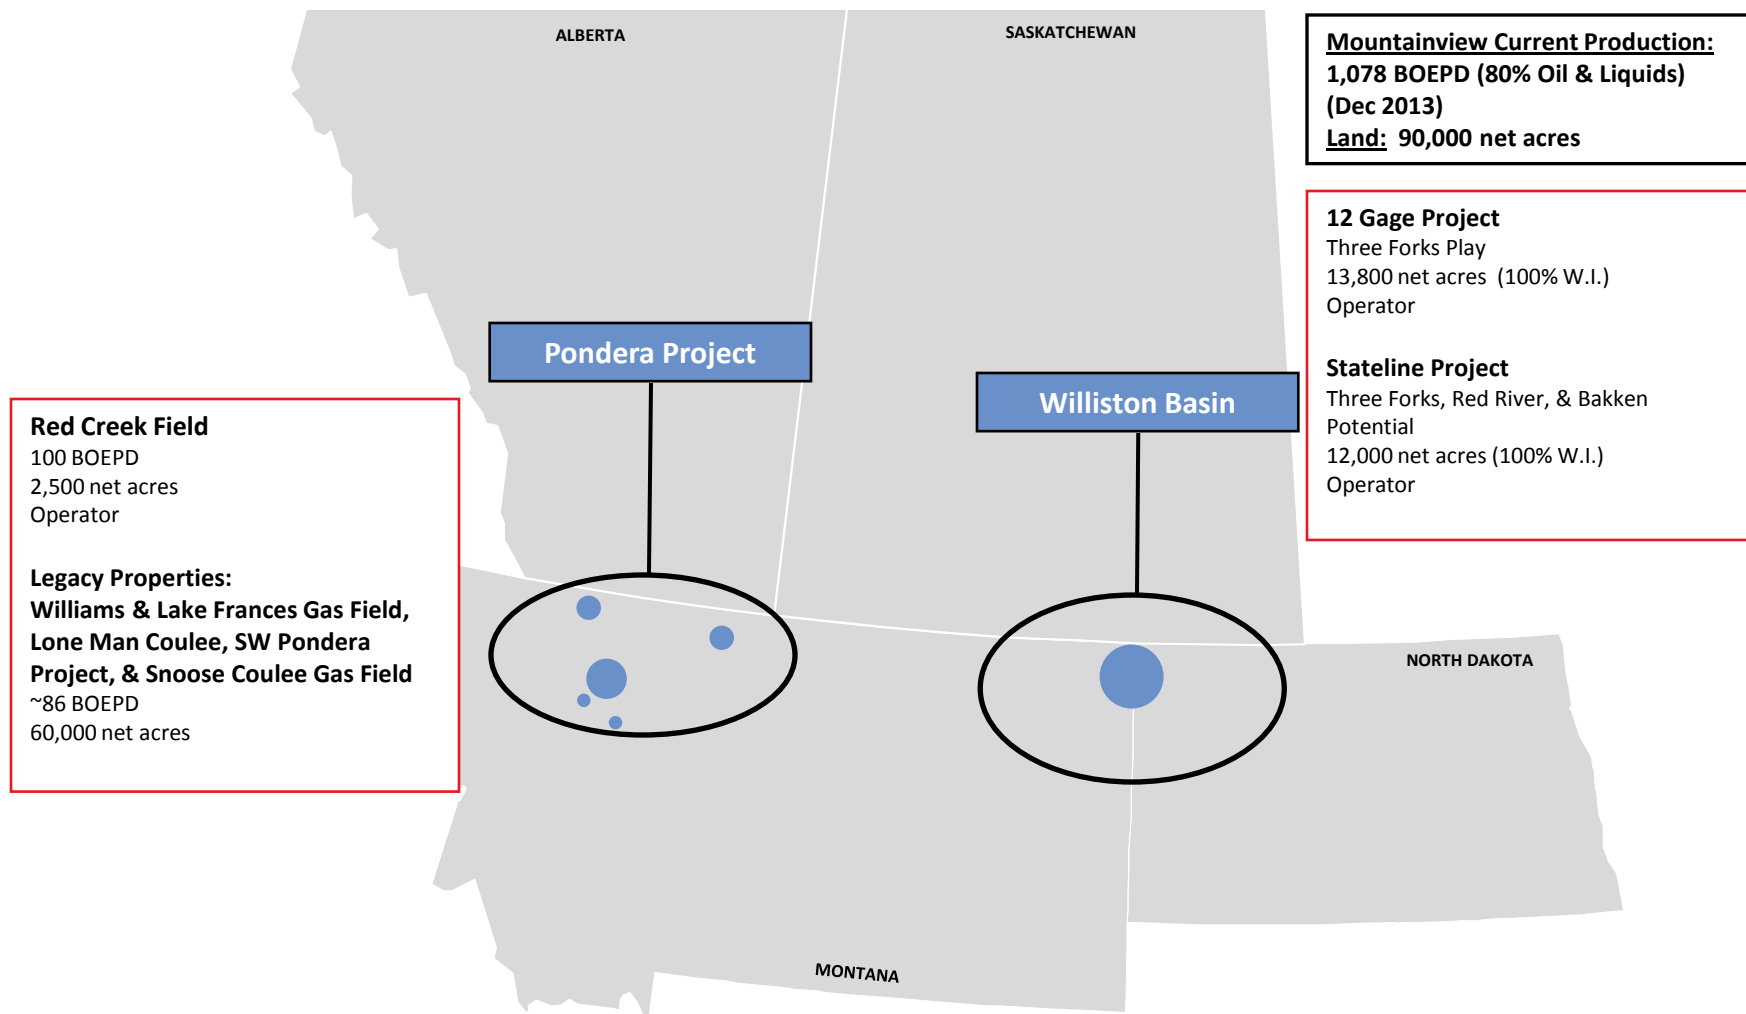 ALBERTA
SASKATCHEWAN
Mountainview Current Production:
1,078 BOEPD (80% Oil & Liquids)
(Dec 2013)
Land: 90,000 net acres
12 Gage Project
Three Forks Play
13,800 net acres (100% W.I.)
Operator
Stateline Project
Three Forks, Red River, & Bakken
Potential
12,000 net acres (100% W.I.)
Operator
Pondera Project
Williston Basin
Red Creek Field
100 BOEPD
2,500 net acres
Operator
Legacy Properties:
Williams & Lake Frances Gas Field,
Lone Man Coulee, SW Pondera
Project, & Snoose Coulee Gas Field
~86 BOEPD
60,000 net acres
NORTH DAKOTA
MONTANA